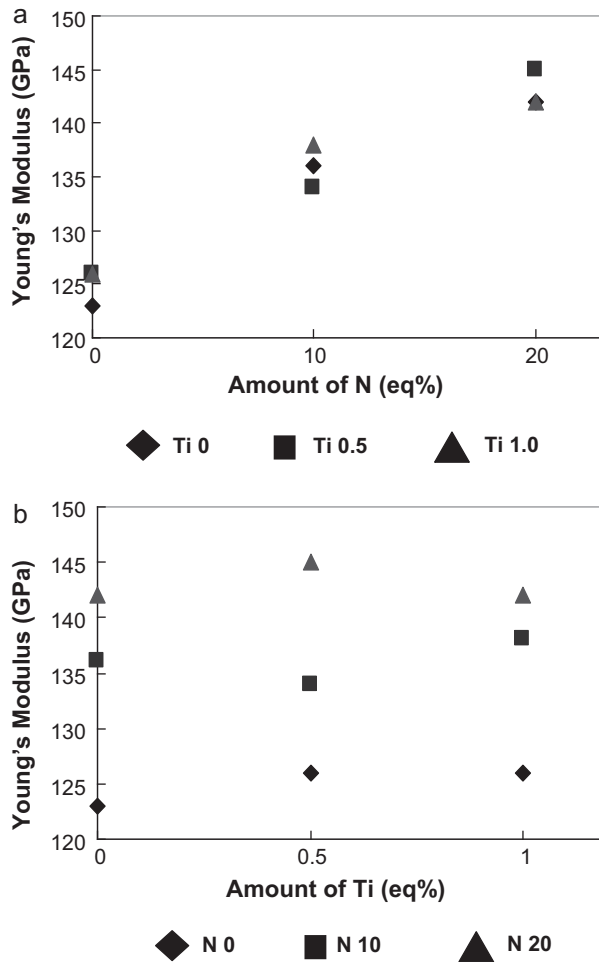 a
Young's Modulus (GPa)
150
145
140
135
130
125
120
0 10 20
Amount of N (eq%)
Ti 0 Ti 0.5 Ti 1.0
b
Young's Modulus (GPa)
150
145
140
135
130
125
120
0 0.5 1
Amount of Ti (eq%)
N 0 N 10 N 20